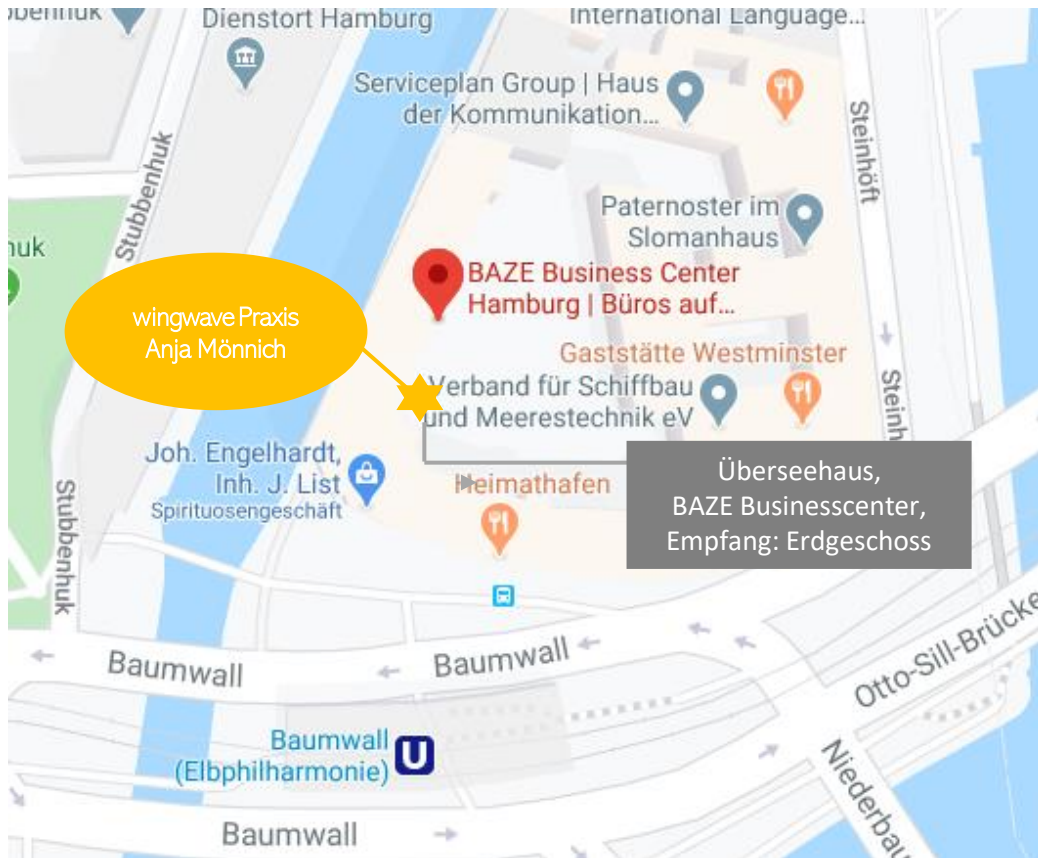 Dienstort Hamburg
International Language...
Serviceplan Group | Haus
der Kommunikation...
Steinhöft
Stubbenhuk
Paternoster im
Slomanhaus
huk
BAZE Business Center
Hamburg | Büros auf...
wingwave Praxis
Anja Mönnich
Gaststätte Westminster
Verband für Schiffbau
und Meerestechnik eV
Steinh
Joh. Engelhardt,
Inh. J. List
Spirituosengeschäft
Heimathafen
Überseehaus,
BAZE Businesscenter,
Empfang: Erdgeschoss
Stubbenhuk
Baumwall
Baumwall
Otto-Sill-Brücke
Baumwall
(Elbphilharmonie)
U
Niederbau
Baumwall